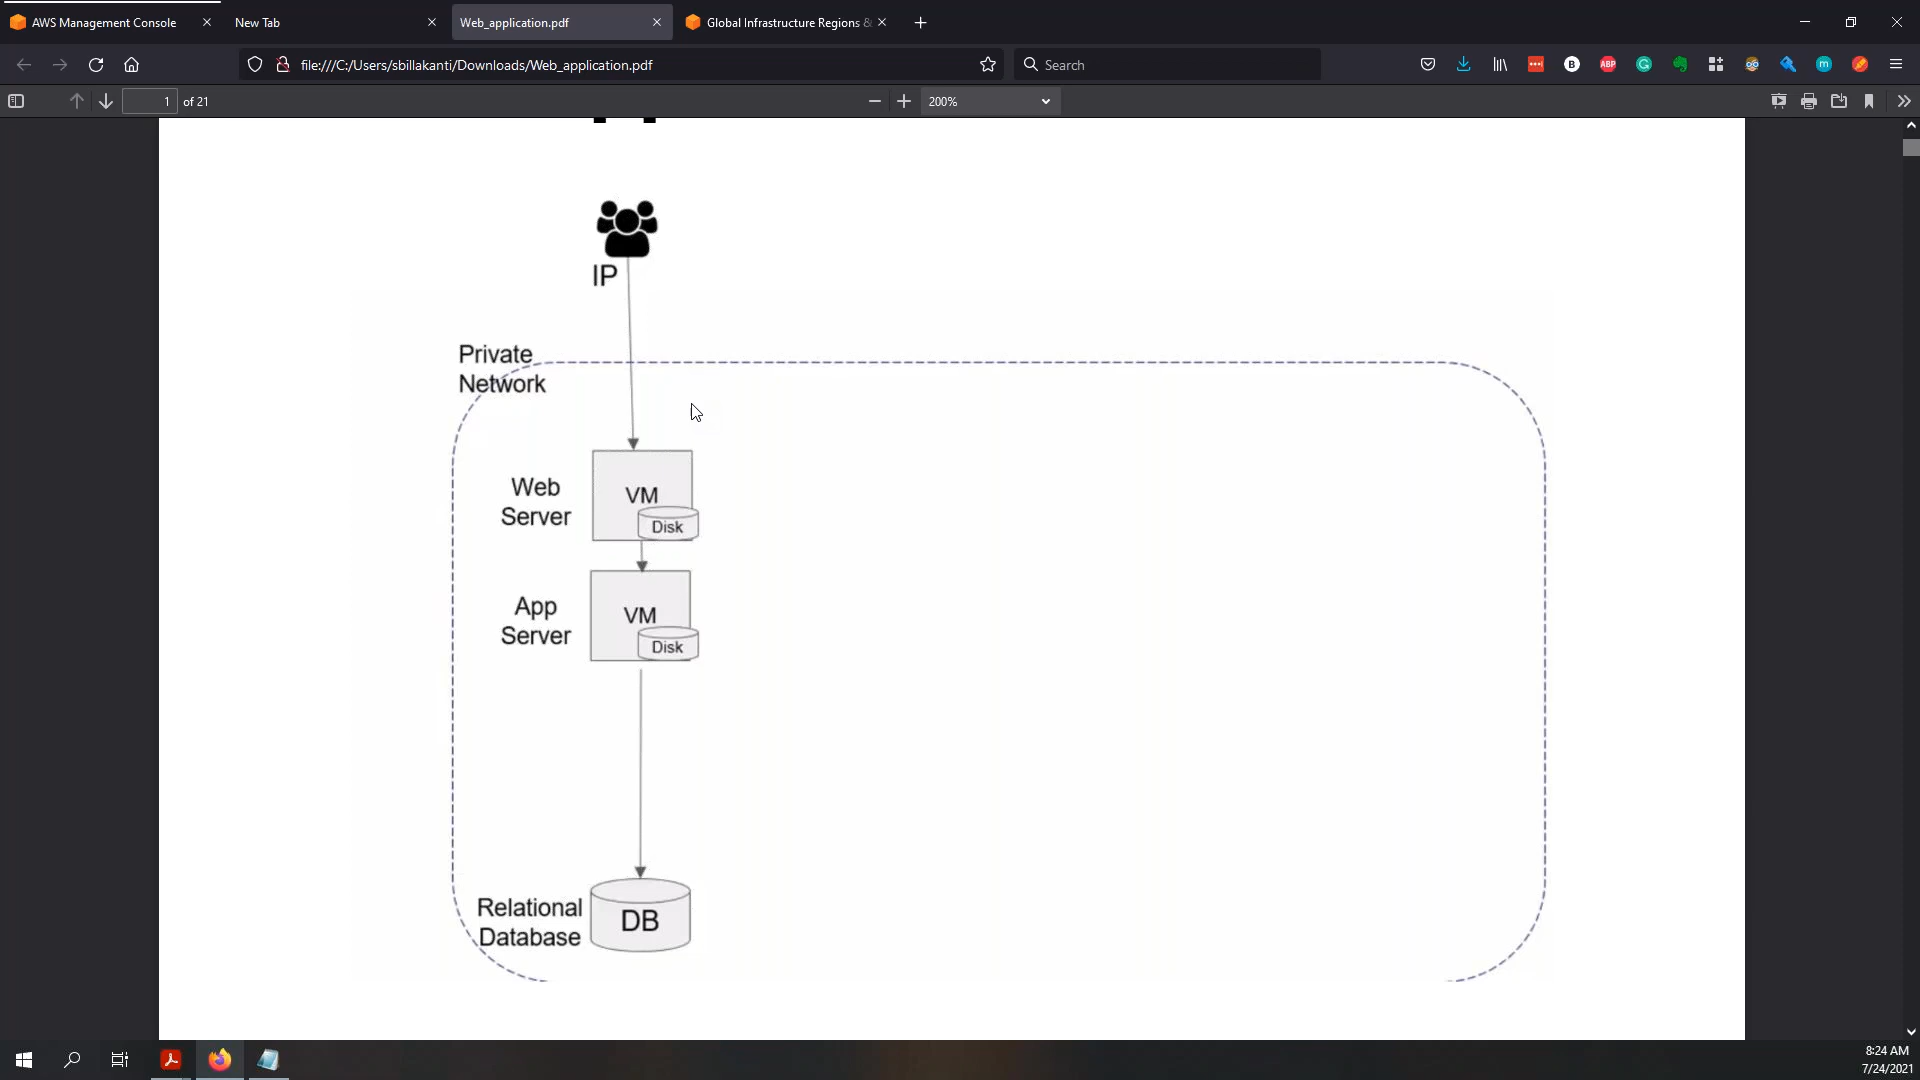 AWS Management Console
New Tab
Web_application.pdf
Global Infrastructure Regions &
file:///C:/Users/sbillakanti/Downloads/Web_application.pdf
Search
B
ABP
G
m
1 of 21
200%
IP
Private
Network
Web
Server
VM
Disk
App
Server
VM
Disk
Relational
Database
DB
8:24 AM
7/24/2021